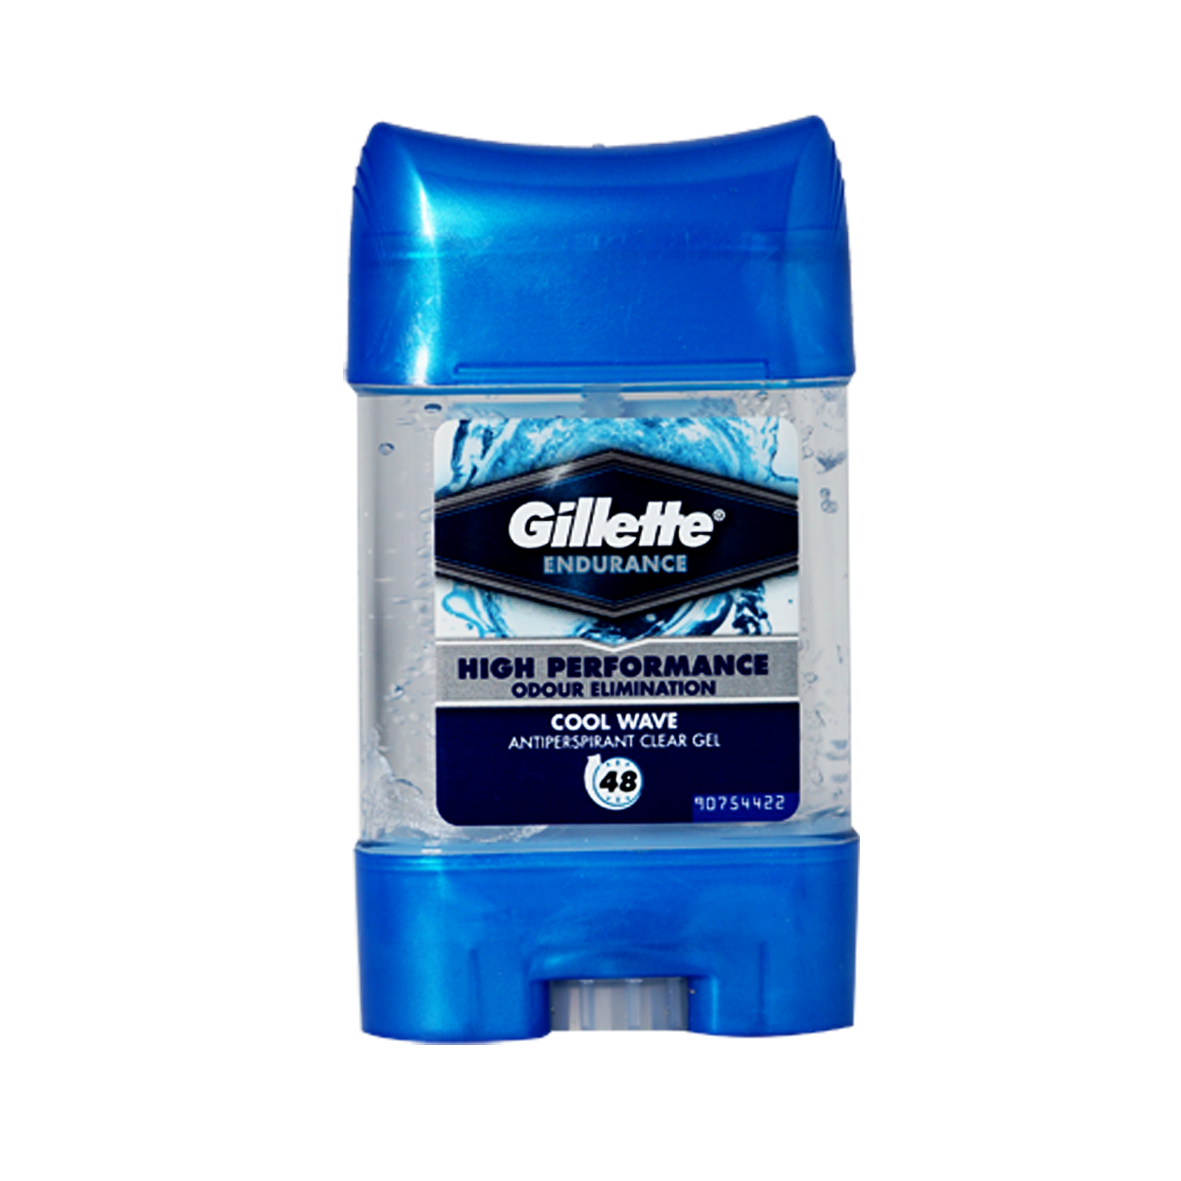 Gillette®
ENDURANCE
HIGH PERFORMANCE
ODOUR ELIMINATION
COOL WAVE
ANTIPERSPIRANT CLEAR GEL
48
90754422